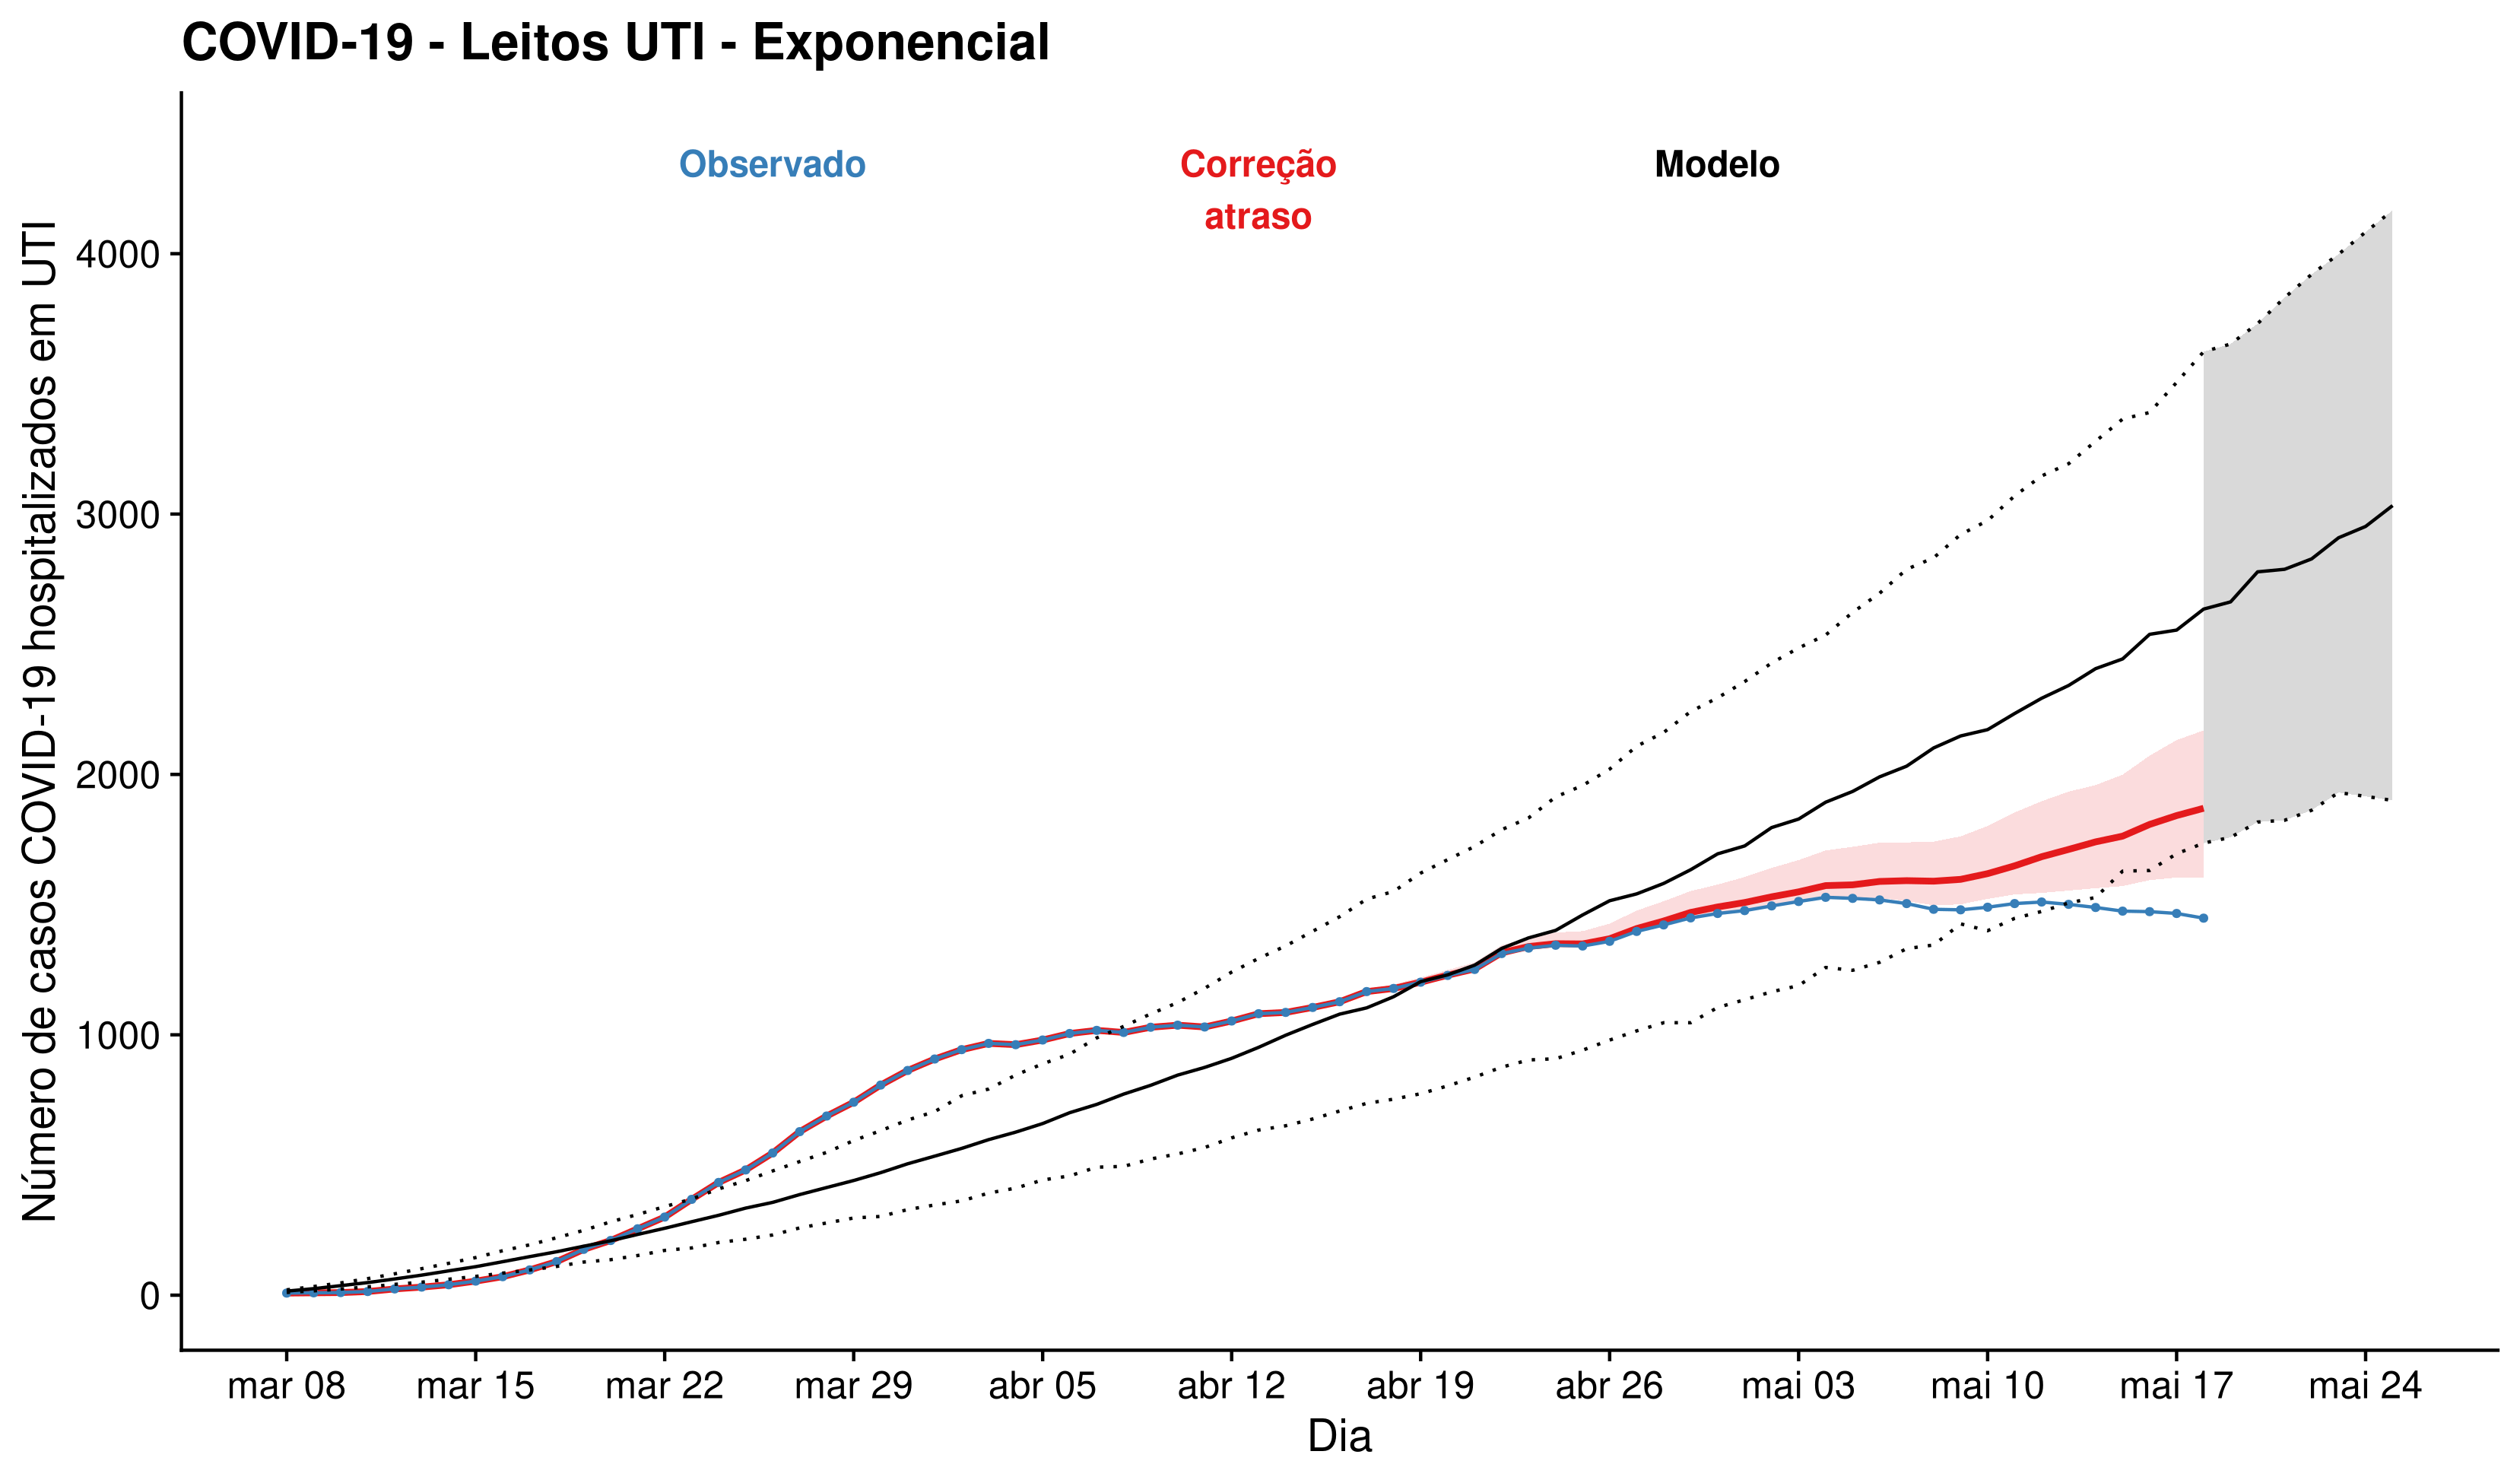 COVID-19 - Leitos UTI - Exponencial
Observado
Correção
atraso
Modelo
Número de casos COVID-19 hospitalizados em UTI
4000
3000
2000
1000
0
mar 08
mar 15
mar 22
mar 29
abr 05
abr 12
abr 19
abr 26
mai 03
mai 10
mai 17
mai 24
Dia